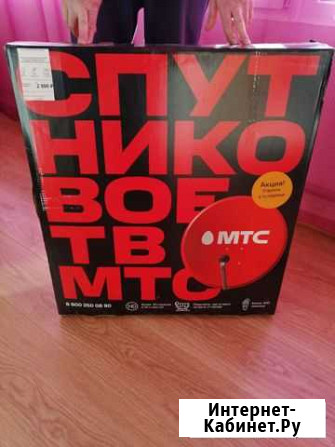 СПУТ
НИКО
ВОЕ
ТВ
МТС
Акция!
МТС
8 800 250 08 90
Интернет-
Кабинет.Ру